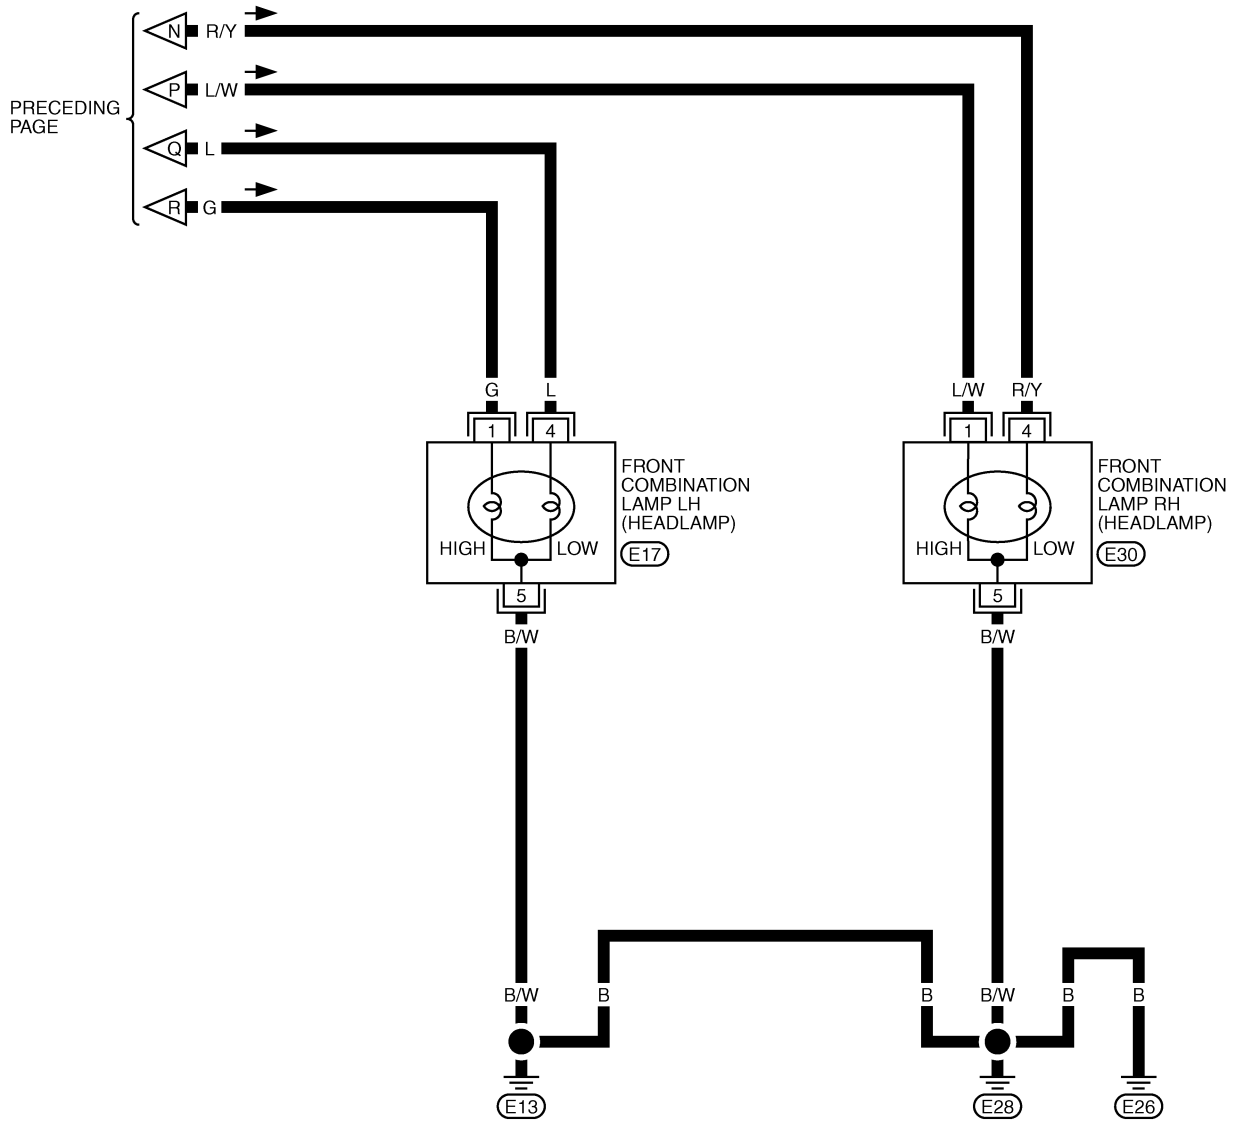 PRECEDING
PAGE
N R/Y
P L/W
Q L
R G
G L
1 4
FRONT
COMBINATION
LAMP LH
(HEADLAMP)
HIGH LOW
E17
5
B/W
L/W R/Y
1 4
FRONT
COMBINATION
LAMP RH
(HEADLAMP)
HIGH LOW
E30
5
B/W
B/W B B B/W B B
E13 E28 E26